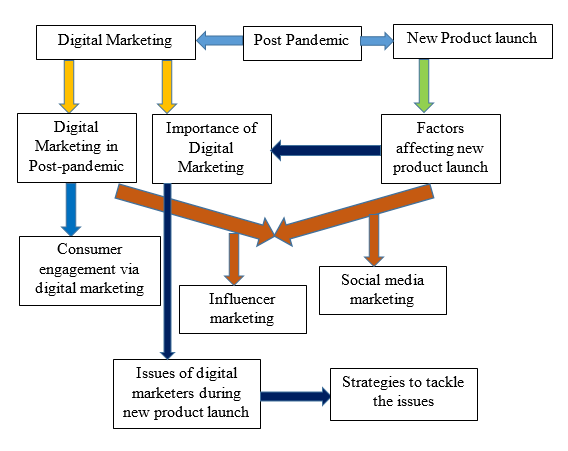 Digital Marketing
Post Pandemic
New Product launch
Digital
Marketing in
Post-pandemic
Importance of
Digital
Marketing
Factors
affecting new
product launch
Consumer
engagement via
digital marketing
Influencer
marketing
Social media
marketing
Issues of digital
marketers during
new product launch
Strategies to tackle
the issues